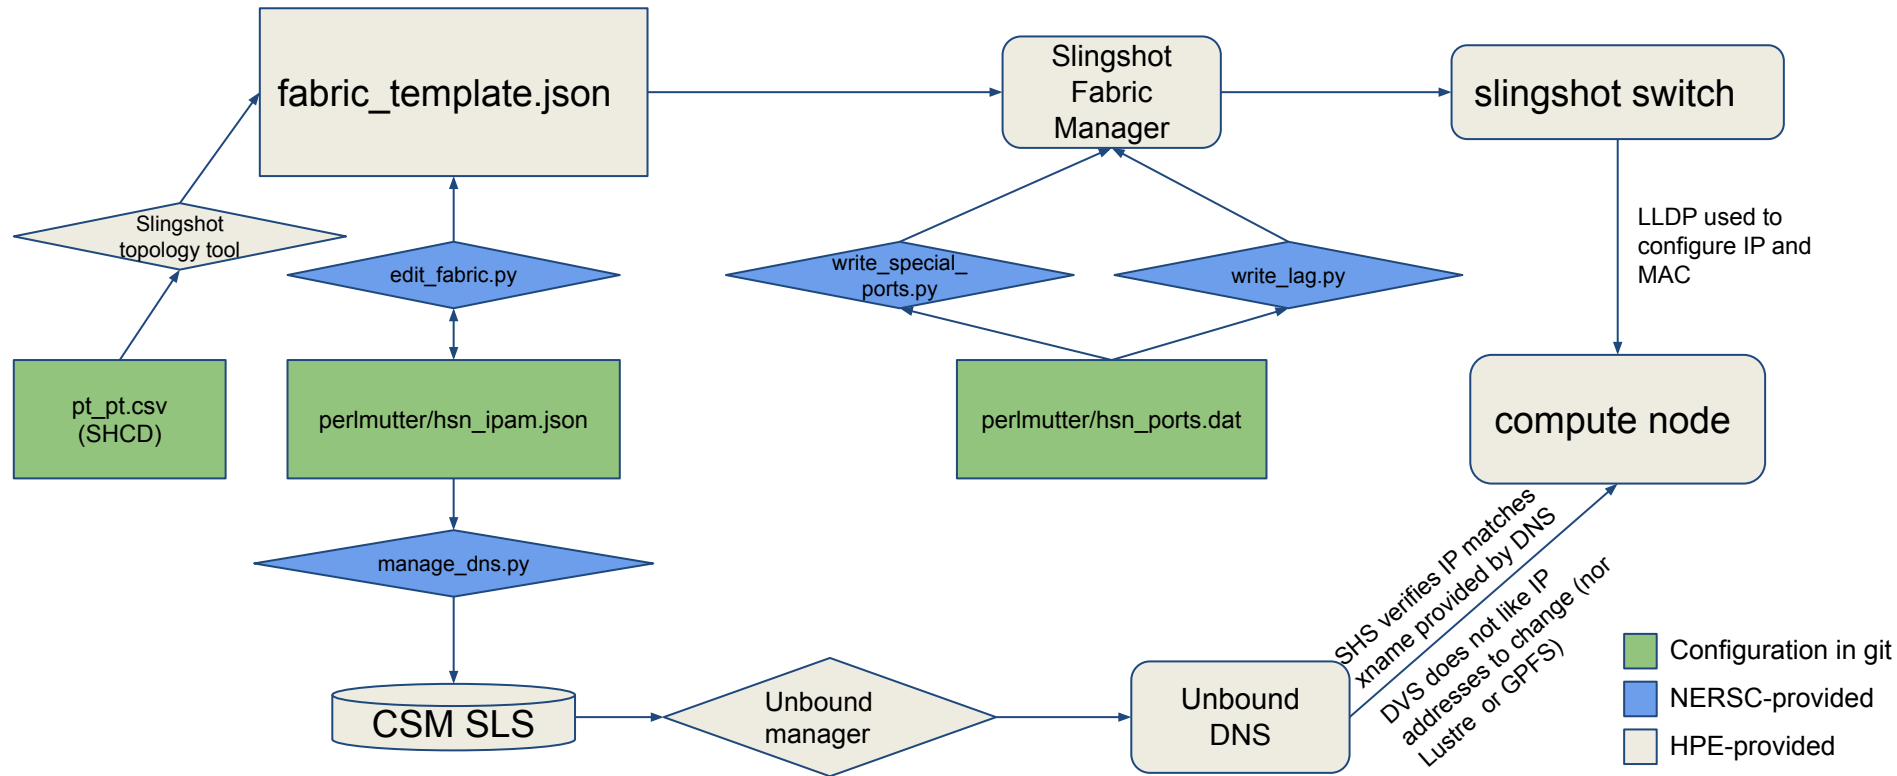 fabric_template.json
Slingshot
Fabric
Manager
slingshot switch
Slingshot
topology tool
edit_fabric.py
write_special_
ports.py
write_lag.py
LLDP used to
configure IP and
MAC
pt_pt.csv
(SHCD)
perlmutter/hsn_ipam.json
perlmutter/hsn_ports.dat
compute node
manage_dns.py
SHS verifies IP matches
xname provided by DNS
DVS does not like IP
addresses to change (nor
Lustre or GPFS)
CSM SLS
Unbound
manager
Unbound
DNS
Configuration in git
NERSC-provided
HPE-provided